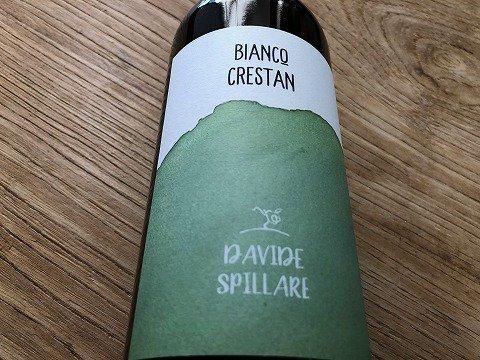 BIANCO
CRESTAN
DAVIDE
SPILLARE